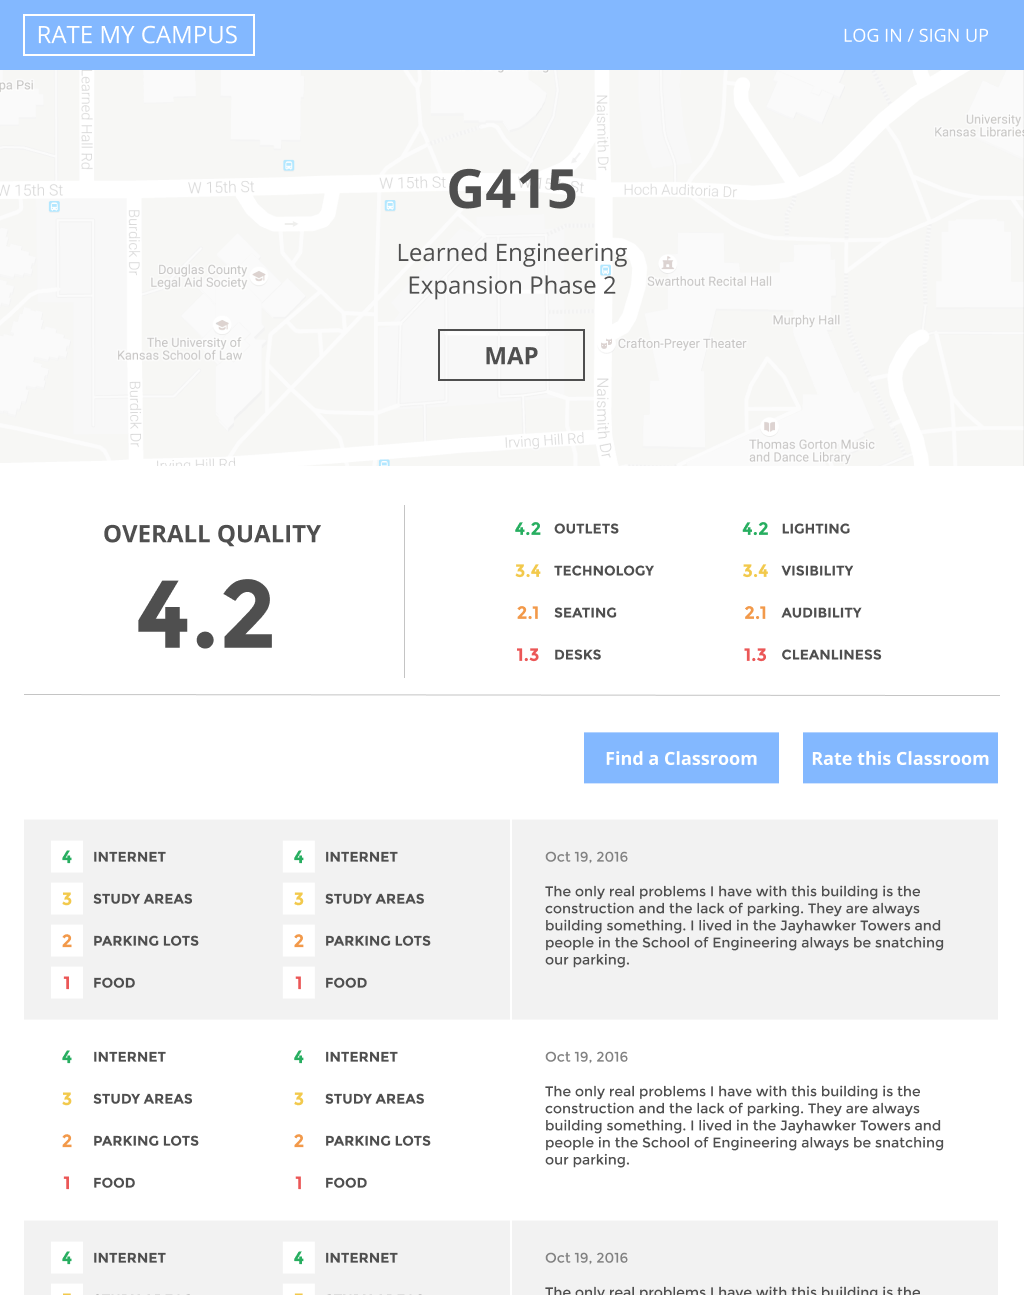 RATE MY CAMPUS
LOG IN / SIGN UP
pa Psi
Learned Hall Rd
Naismith Dr
University
Kansas Libraries
W 15th St
W 15th St
W 15th St
Hoch Auditoria Dr
G415
Burdick Dr
Learned Engineering
Expansion Phase 2
Douglas County
Legal Aid Society
Swarthout Recital Hall
Murphy Hall
The University of
Kansas School of Law
Crafton-Preyer Theater
MAP
Burdick Dr
Naismith Dr
Irving Hill Rd
Thomas Gorton Music
and Dance Library
Irving Hill Rd
OVERALL QUALITY
4.2
4.2 OUTLETS
3.4 TECHNOLOGY
2.1 SEATING
1.3 DESKS
4.2 LIGHTING
3.4 VISIBILITY
2.1 AUDIBILITY
1.3 CLEANLINESS
Find a Classroom
Rate this Classroom
4 INTERNET
3 STUDY AREAS
2 PARKING LOTS
1 FOOD
4 INTERNET
3 STUDY AREAS
2 PARKING LOTS
1 FOOD
Oct 19, 2016
The only real problems I have with this building is the
construction and the lack of parking. They are always
building something. I lived in the Jayhawker Towers and
people in the School of Engineering always be snatching
our parking.
4 INTERNET
3 STUDY AREAS
2 PARKING LOTS
1 FOOD
4 INTERNET
3 STUDY AREAS
2 PARKING LOTS
1 FOOD
Oct 19, 2016
The only real problems I have with this building is the
construction and the lack of parking. They are always
building something. I lived in the Jayhawker Towers and
people in the School of Engineering always be snatching
our parking.
4 INTERNET
4 INTERNET
Oct 19, 2016
The only real problems I have with this building is the